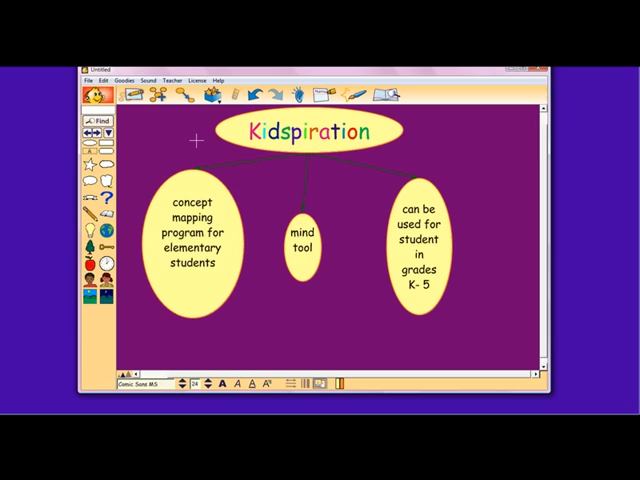 Untitled
File Edit Goodies Sound Teacher License Help
Find
A
Kidspiration
concept
mapping
program for
elementary
students
mind
tool
can be
used for
student
in
grades
K- 5
Comic Sans MS 24 A A A A